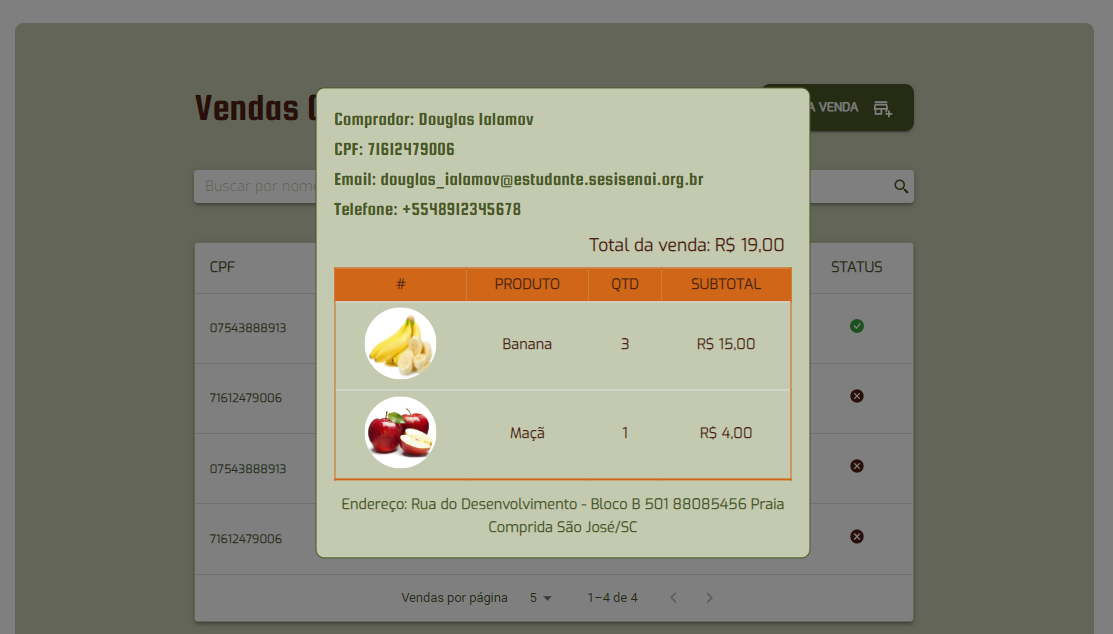 Vendas
A VENDA
Comprador: Douglas Ialamov
CPF: 71612479006
Email: douglas_ialamov@estudante.sesisenai.org.br
Telefone: +5548912345678
Buscar por nome
Total da venda: R$ 19,00
# PRODUTO QTD SUBTOTAL
Banana 3 R$ 15,00
Maçã 1 R$ 4,00
Endereço: Rua do Desenvolvimento - Bloco B 501 88085456 Praia
Comprida São José/SC
CPF STATUS
07543888913
71612479006
07543888913
71612479006
Vendas por página 5 1–4 de 4